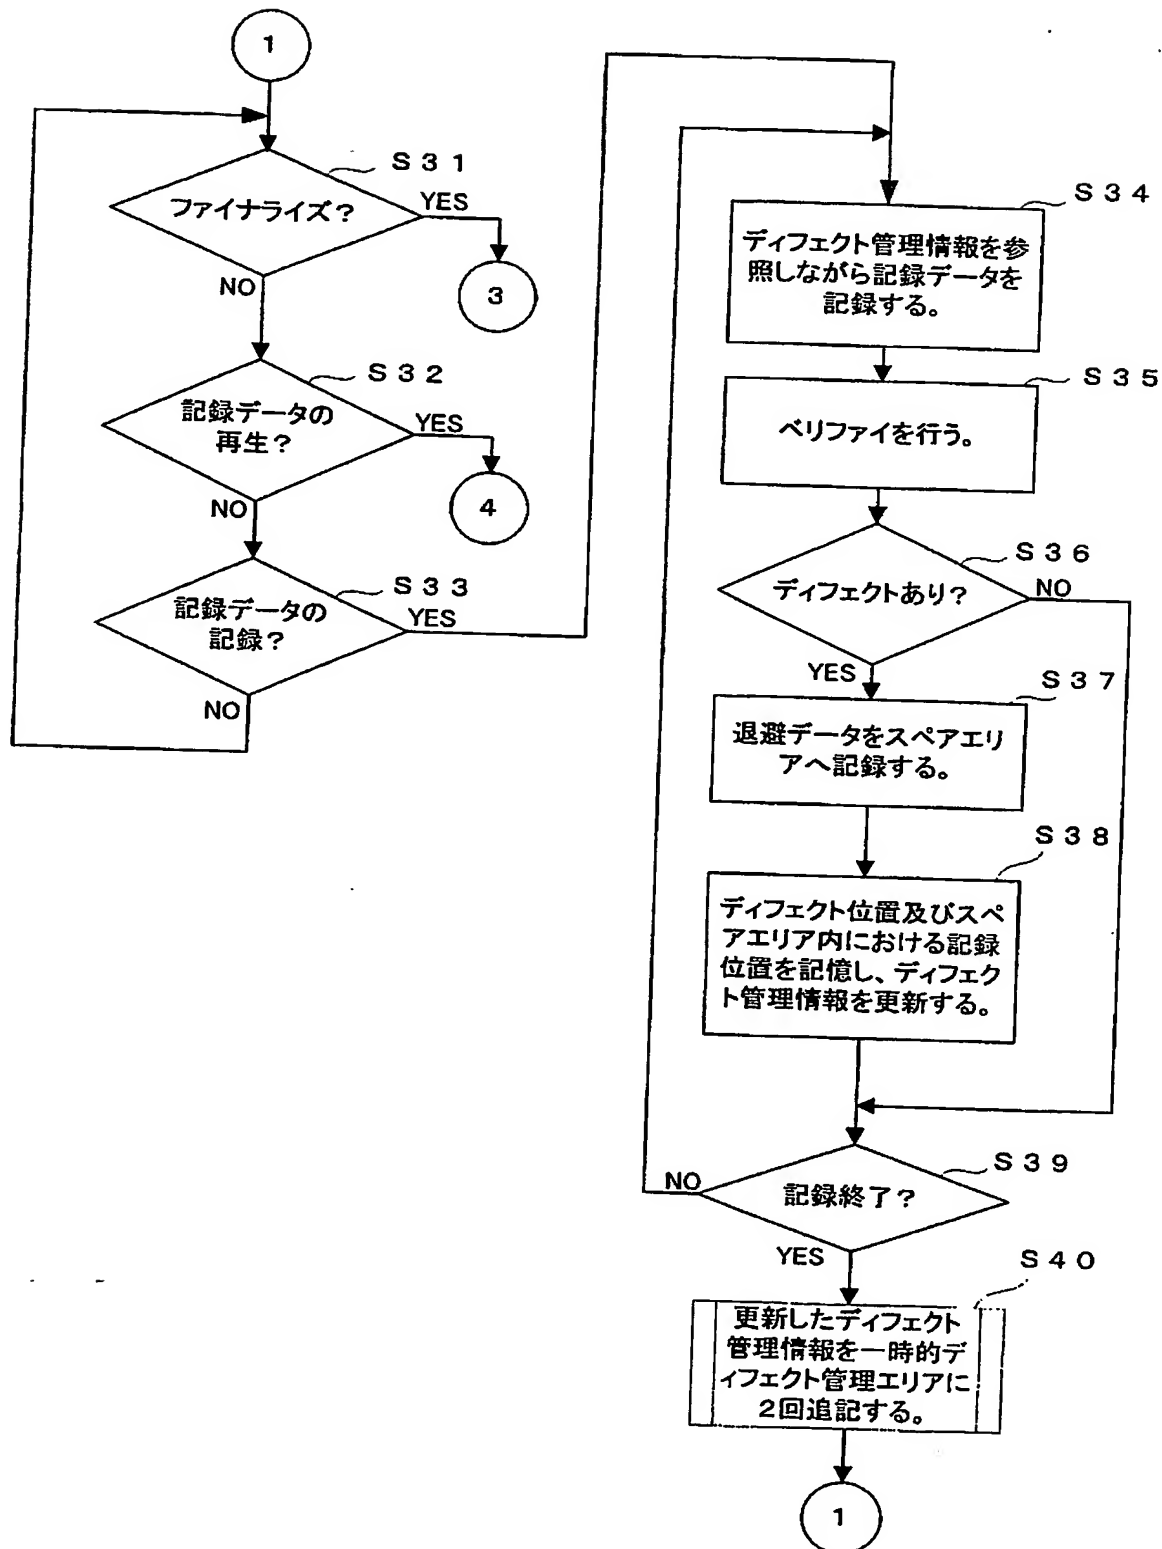 1
S31
ファイナライズ?
YES
3
NO
S32
記録データの
再生?
YES
4
NO
S33
記録データの
記録?
YES
NO
S34
ディフェクト管理情報を参
照しながら記録データを
記録する。
S35
ベリファイを行う。
S36
ディフェクトあり?
NO
YES
S37
退避データをスペアエリ
アへ記録する。
S38
ディフェクト位置及びスペ
アエリア内における記録
位置を記憶し、ディフェク
ト管理情報を更新する。
S39
記録終了?
NO
YES
S40
更新したディフェクト
管理情報を一時的デ
ィフェクト管理エリアに
2回追記する。
1